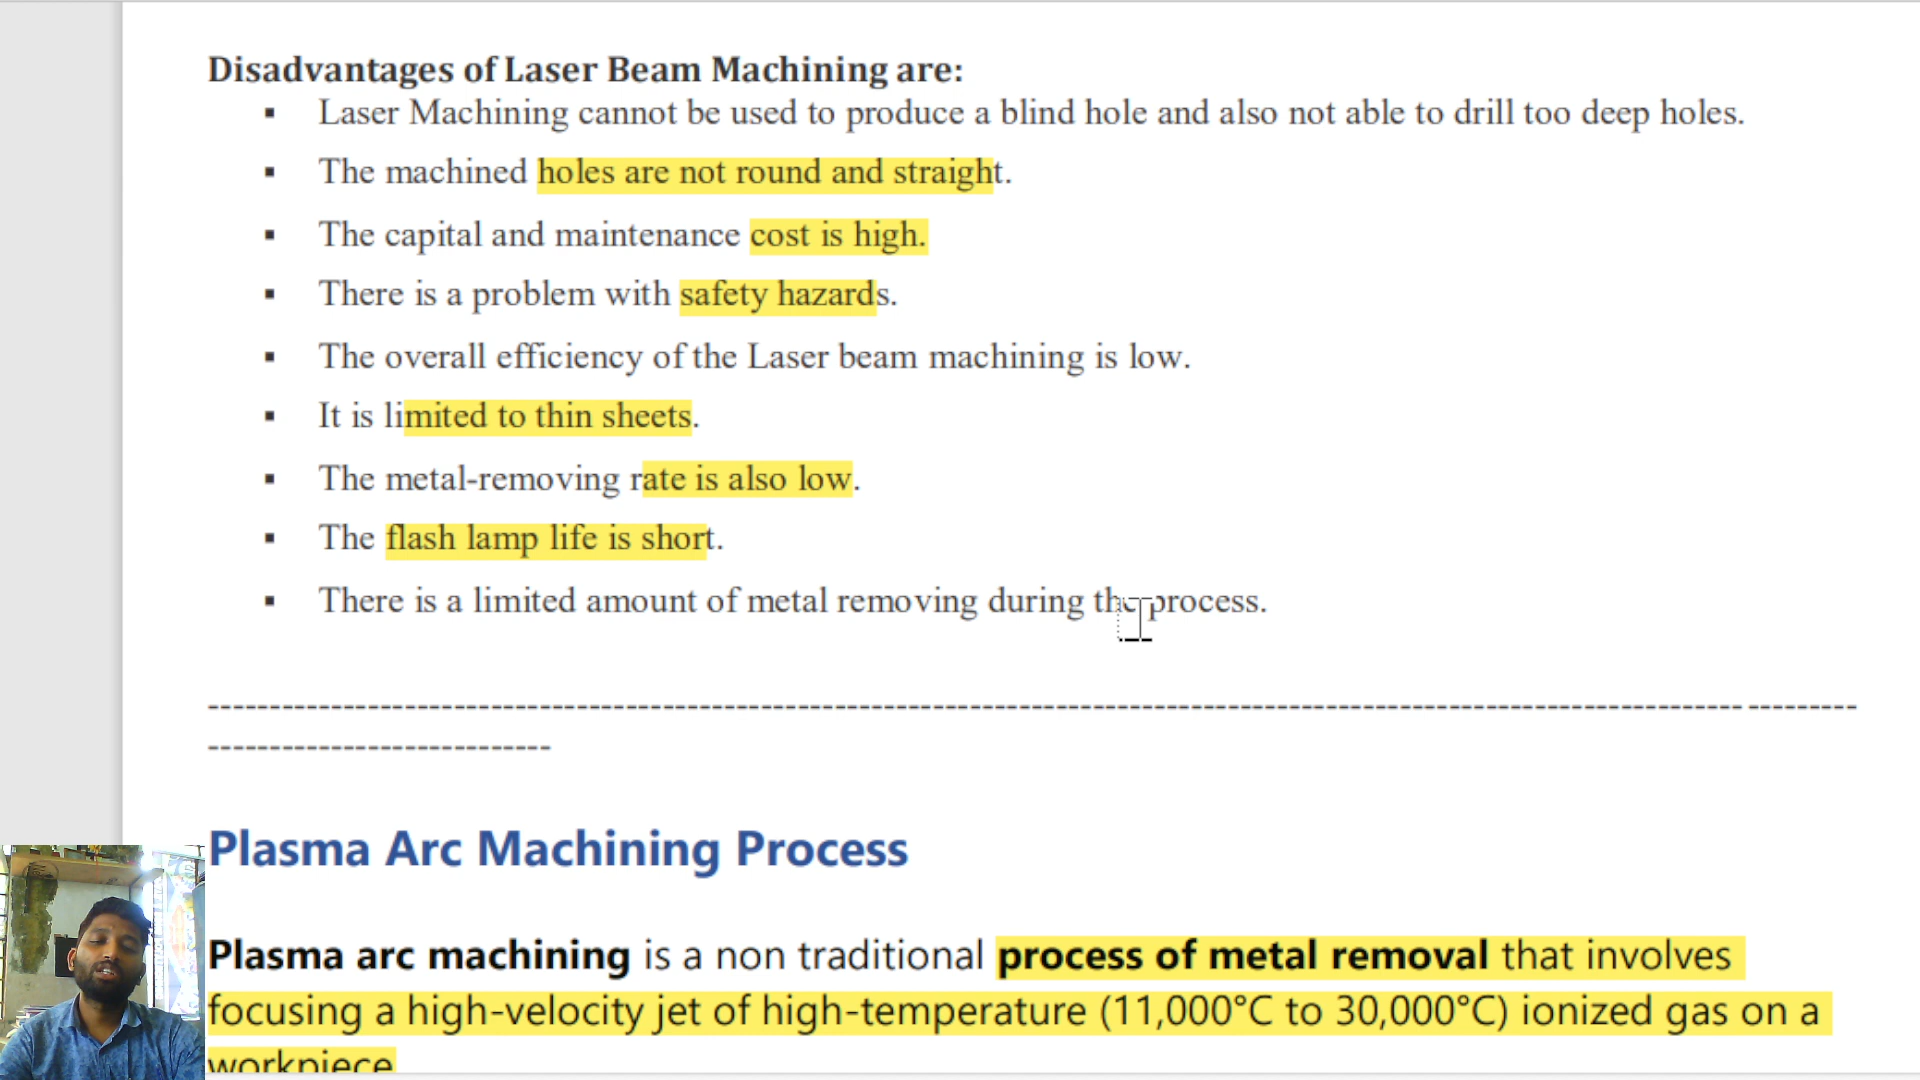 Disadvantages of Laser Beam Machining are:
▪ Laser Machining cannot be used to produce a blind hole and also not able to drill too deep holes.
▪ The machined holes are not round and straight.
▪ The capital and maintenance cost is high.
▪ There is a problem with safety hazards.
▪ The overall efficiency of the Laser beam machining is low.
▪ It is limited to thin sheets.
▪ The metal-removing rate is also low.
▪ The flash lamp life is short.
▪ There is a limited amount of metal removing during the process.
Plasma Arc Machining Process
Plasma arc machining is a non traditional process of metal removal that involves
focusing a high-velocity jet of high-temperature (11,000°C to 30,000°C) ionized gas on a
workpiece